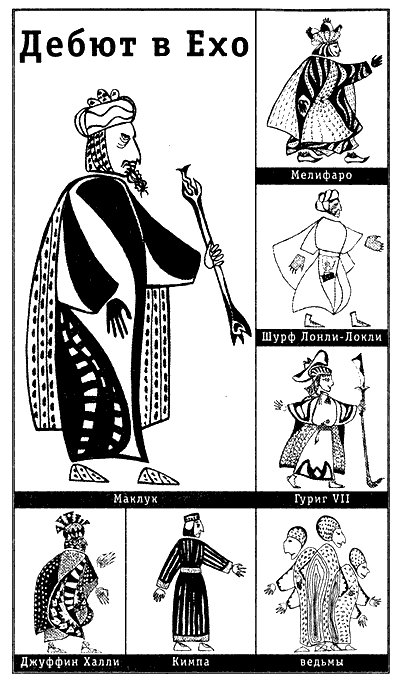 Дебют в Ехо
Мелифаро
Шурф Лонли-Локли
Маклук
Гуриг VII
Джуффин Халли
Кимпа
ведьмы